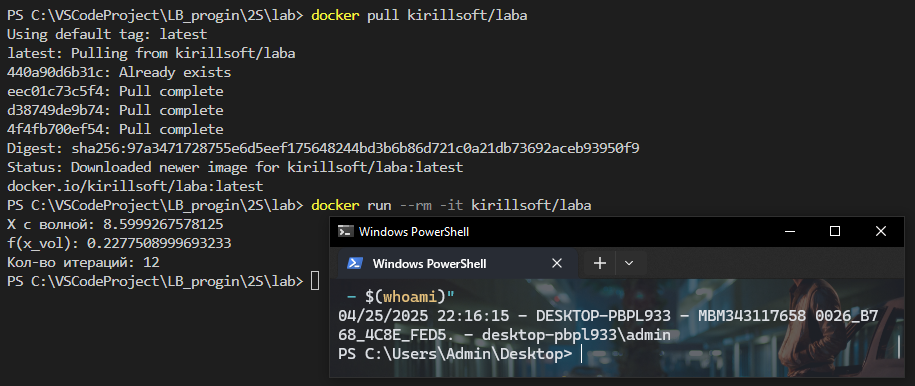 PS C:\VSCodeProject\LB_progin\2S\lab> docker pull kirillsoft/laba
Using default tag: latest
latest: Pulling from kirillsoft/laba
440a90d6b31c: Already exists
eec01c73c5f4: Pull complete
d38749de9b74: Pull complete
4f4fb700ef54: Pull complete
Digest: sha256:97a3471728755e6d5eef175648244bd3b6b86d721c0a21db73692aceb93950f9
Status: Downloaded newer image for kirillsoft/laba:latest
docker.io/kirillsoft/laba:latest
PS C:\VSCodeProject\LB_progin\2S\lab> docker run --rm -it kirillsoft/laba
X с волной: 8.5999267578125
f(x_vol): 0.2277508999693233
Кол-во итераций: 12
PS C:\VSCodeProject\LB_progin\2S\lab>
Windows PowerShell
Windows PowerShell
- $(whoami)"
04/25/2025 22:16:15 - DESKTOP-PBPL933 - MBM343117658 0026_B7
68_4C8E_FED5. - desktop-pbpl933\admin
PS C:\Users\Admin\Desktop>